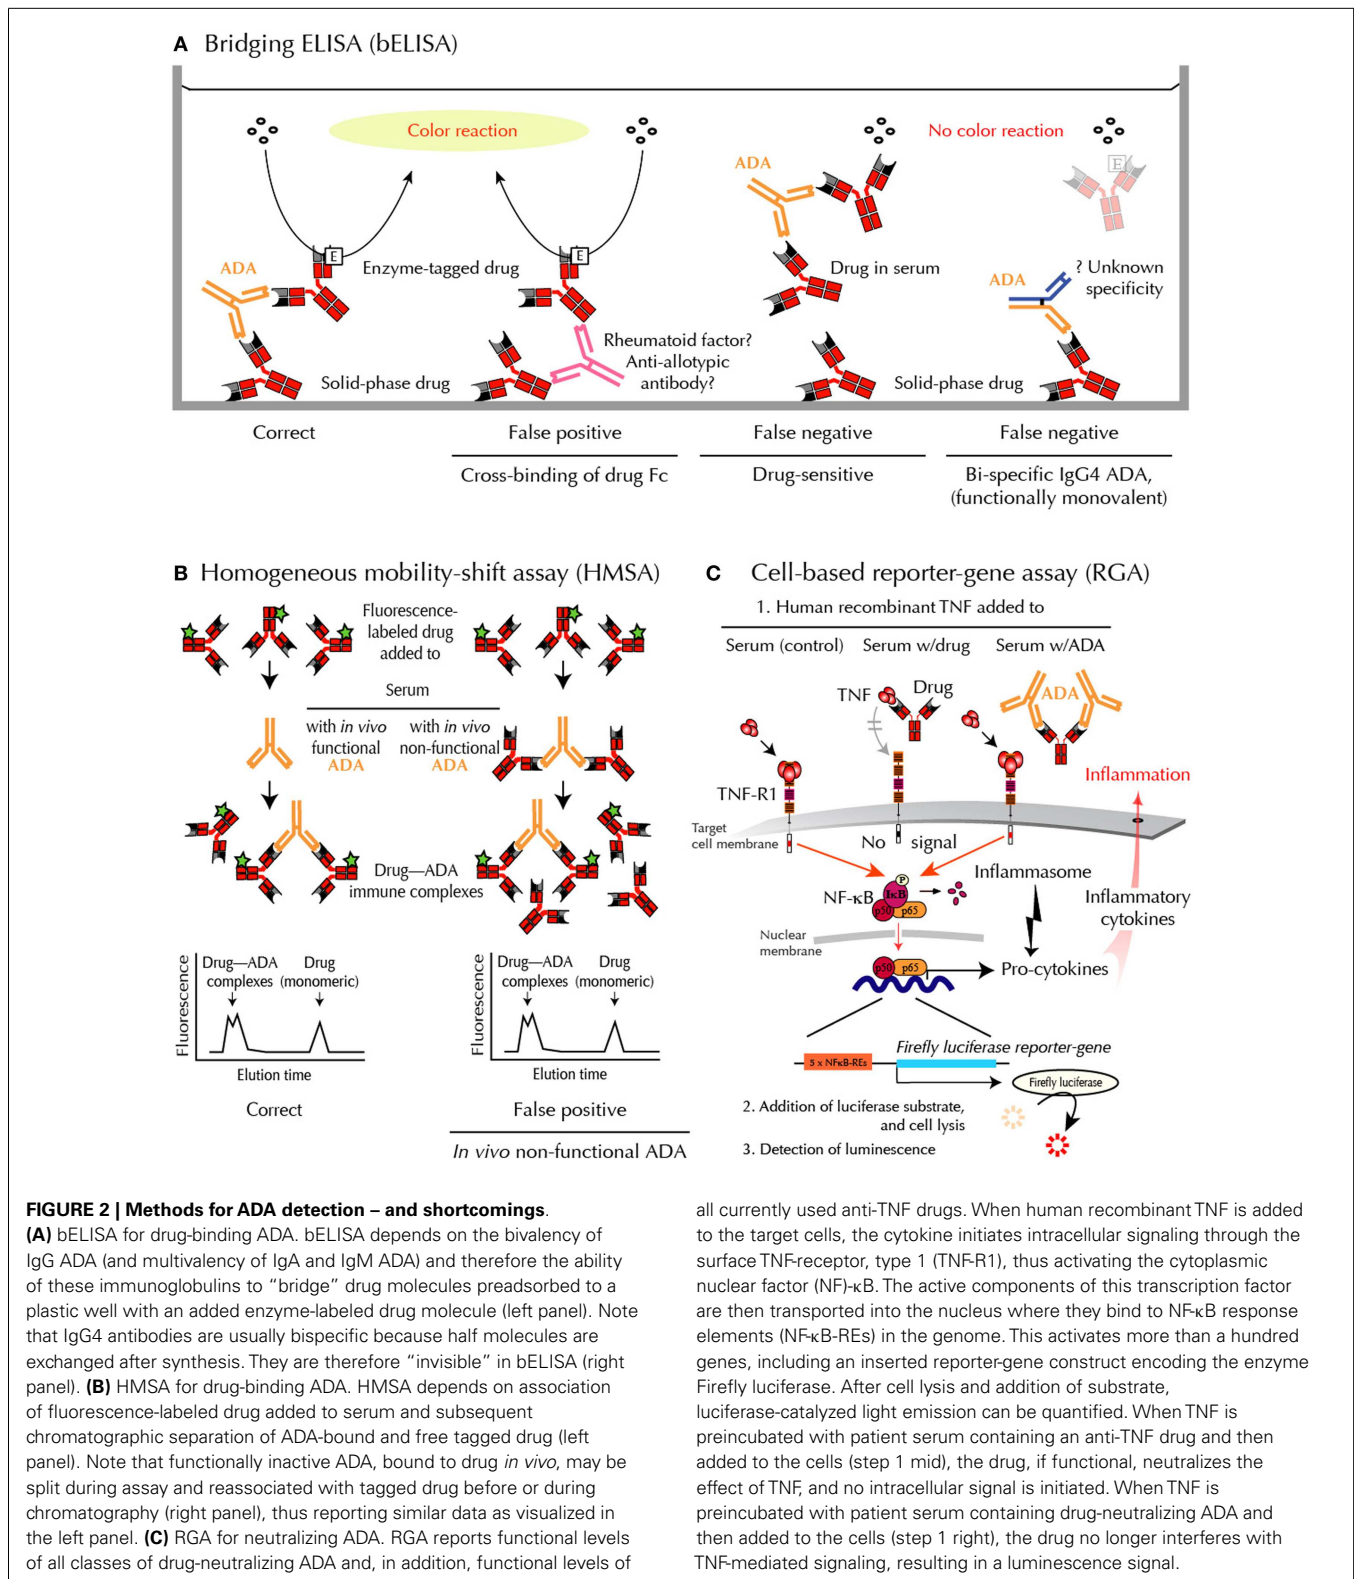 A Bridging ELISA (bELISA)
Color reaction
No color reaction
ADA
E
E
E
Enzyme-tagged drug
ADA
Drug in serum
ADA
? Unknown
specificity
Rheumatoid factor?
Anti-allotypic
antibody?
Solid-phase drug
Solid-phase drug
Correct
False positive
False negative
False negative
Cross-binding of drug Fc
Drug-sensitive
Bi-specific IgG4 ADA,
(functionally monovalent)
B Homogeneous mobility-shift assay (HMSA)
Fluorescence-
labeled drug
added to
Serum
with in vivo
functional
ADA
with in vivo
non-functional
ADA
Drug—ADA
immune complexes
Fluorescence
Drug—ADA
complexes
Drug
(monomeric)
Elution time
Correct
Fluorescence
Drug—ADA
complexes
Drug
(monomeric)
Elution time
False positive
In vivo non-functional ADA
C Cell-based reporter-gene assay (RGA)
1. Human recombinant TNF added to
Serum (control)
Serum w/drug
Serum w/ADA
TNF
Drug
ADA
TNF-R1
Inflammation
Target
cell membrane
No signal
Inflammasome
NF-κB
P
IκB
p50
p65
Inflammatory
cytokines
Nuclear
membrane
p50
p65
Pro-cytokines
Firefly luciferase reporter-gene
5 x NFκB-REs
Firefly luciferase
2. Addition of luciferase substrate,
and cell lysis
3. Detection of luminescence
FIGURE 2 | Methods for ADA detection – and shortcomings.
(A) bELISA for drug-binding ADA. bELISA depends on the bivalency of
IgG ADA (and multivalency of IgA and IgM ADA) and therefore the ability
of these immunoglobulins to “bridge” drug molecules preadsorbed to a
plastic well with an added enzyme-labeled drug molecule (left panel). Note
that IgG4 antibodies are usually bispecific because half molecules are
exchanged after synthesis. They are therefore “invisible” in bELISA (right
panel). (B) HMSA for drug-binding ADA. HMSA depends on association
of fluorescence-labeled drug added to serum and subsequent
chromatographic separation of ADA-bound and free tagged drug (left
panel). Note that functionally inactive ADA, bound to drug in vivo, may be
split during assay and reassociated with tagged drug before or during
chromatography (right panel), thus reporting similar data as visualized in
the left panel. (C) RGA for neutralizing ADA. RGA reports functional levels
of all classes of drug-neutralizing ADA and, in addition, functional levels of
all currently used anti-TNF drugs. When human recombinant TNF is added
to the target cells, the cytokine initiates intracellular signaling through the
surface TNF-receptor, type 1 (TNF-R1), thus activating the cytoplasmic
nuclear factor (NF)-κB. The active components of this transcription factor
are then transported into the nucleus where they bind to NF-κB response
elements (NF-κB-REs) in the genome. This activates more than a hundred
genes, including an inserted reporter-gene construct encoding the enzyme
Firefly luciferase. After cell lysis and addition of substrate,
luciferase-catalyzed light emission can be quantified. When TNF is
preincubated with patient serum containing an anti-TNF drug and then
added to the cells (step 1 mid), the drug, if functional, neutralizes the
effect of TNF, and no intracellular signal is initiated. When TNF is
preincubated with patient serum containing drug-neutralizing ADA and
then added to the cells (step 1 right), the drug no longer interferes with
TNF-mediated signaling, resulting in a luminescence signal.